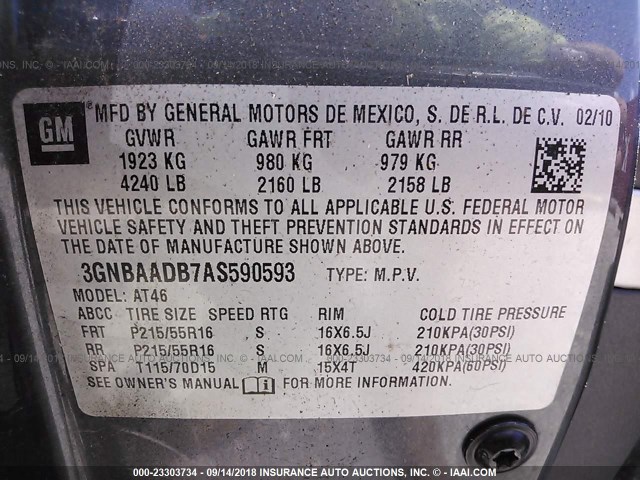 GM ® MFD BY GENERAL MOTORS DE MEXICO, S. DE R.L. DE C.V. 02/10
GVWR GAWR FRT GAWR RR
1923 KG 980 KG 979 KG
4240 LB 2160 LB 2158 LB
THIS VEHICLE CONFORMS TO ALL APPLICABLE U.S. FEDERAL MOTOR
VEHICLE SAFETY AND THEFT PREVENTION STANDARDS IN EFFECT ON
THE DATE OF MANUFACTURE SHOWN ABOVE.
3GNBAADB7AS590593 TYPE: M.P.V.
MODEL: AT46
ABCC TIRE SIZE SPEED RTG RIM COLD TIRE PRESSURE
FRT P215/55R16 S 16X6.5J 210KPA(30PSI)
RR P215/55R16 S 16X6.5J 210KPA(30PSI)
SPA T115/70D15 M 15X4T 420KPA(60PSI)
SEE OWNER'S MANUAL FOR MORE INFORMATION.
000-23303734 - 09/14/2018 INSURANCE AUTO AUCTIONS, INC. - © - IAAI.COM